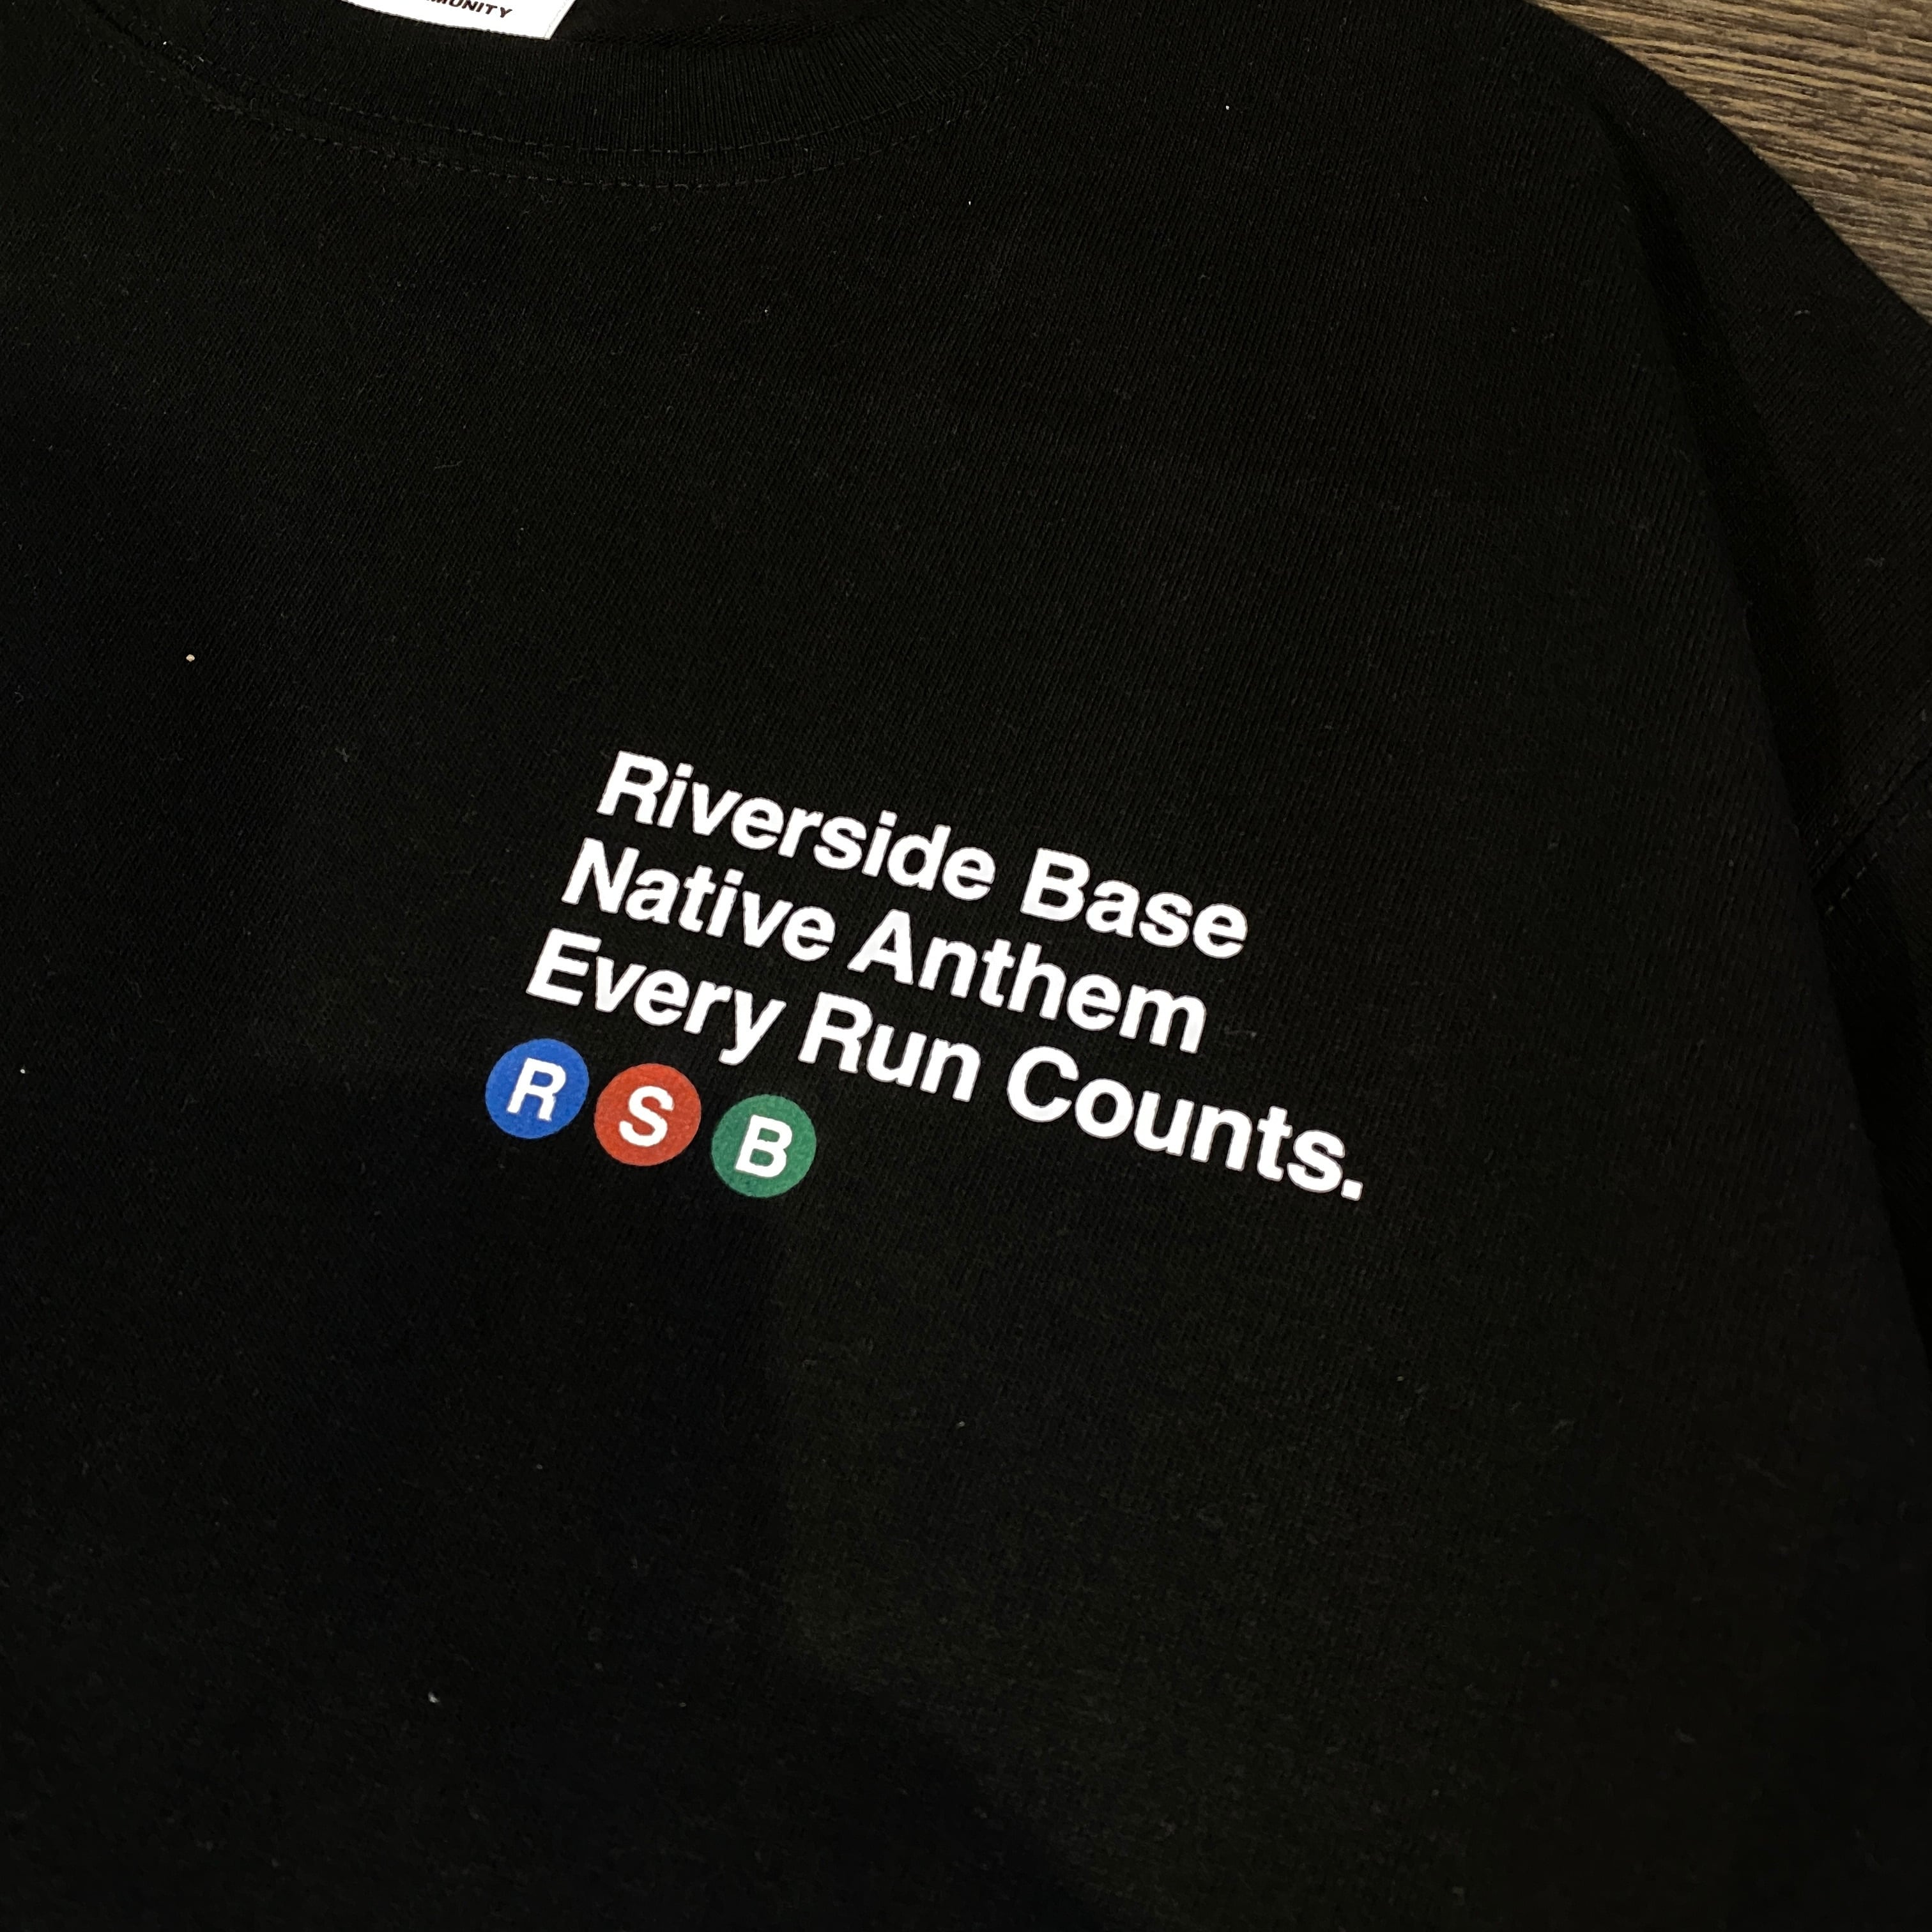 Riverside Base
Native Anthem
Every Run Counts.
R S B